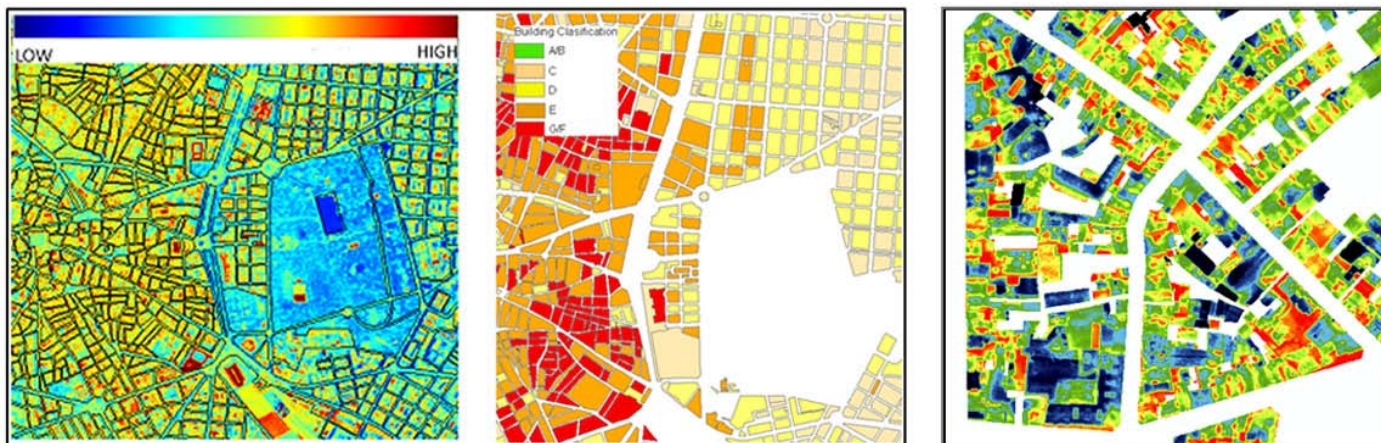 LOW
HIGH
Building Clasification
A/B
C
D
E
G/F